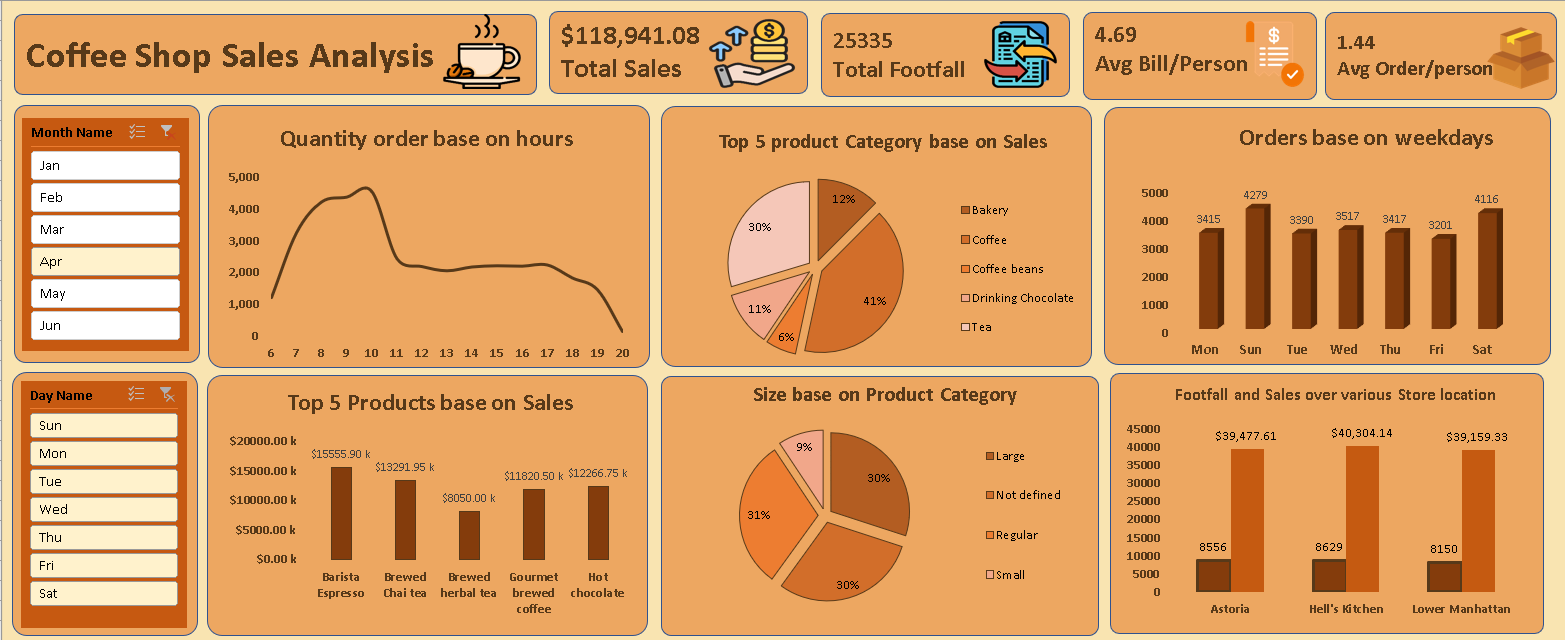 Coffee Shop Sales Analysis
$118,941.08
Total Sales
25335
Total Footfall
4.69
Avg Bill/Person
1.44
Avg Order/person
Month Name
Jan
Feb
Mar
Apr
May
Jun
Quantity order base on hours
5,000
4,000
3,000
2,000
1,000
0
6 7 8 9 10 11 12 13 14 15 16 17 18 19 20
Top 5 product Category base on Sales
12%
30%
41%
11%
6%
Bakery
Coffee
Coffee beans
Drinking Chocolate
Tea
Orders base on weekdays
5000
4000
3000
2000
1000
0
3415 4279 3390 3517 3417 3201 4116
Mon Sun Tue Wed Thu Fri Sat
Day Name
Sun
Mon
Tue
Wed
Thu
Fri
Sat
Top 5 Products base on Sales
$20000.00 k
$15000.00 k
$10000.00 k
$5000.00 k
$0.00 k
$15555.90 k $13291.95 k $8050.00 k $11820.50 k $12266.75 k
Barista Espresso
Brewed Chai tea
Brewed herbal tea
Gourmet brewed coffee
Hot chocolate
Size base on Product Category
9%
30%
31%
30%
Large
Not defined
Regular
Small
Footfall and Sales over various Store location
45000
40000
35000
30000
25000
20000
15000
10000
5000
0
$39,477.61 $40,304.14 $39,159.33
8556 8629 8150
Astoria Hell's Kitchen Lower Manhattan